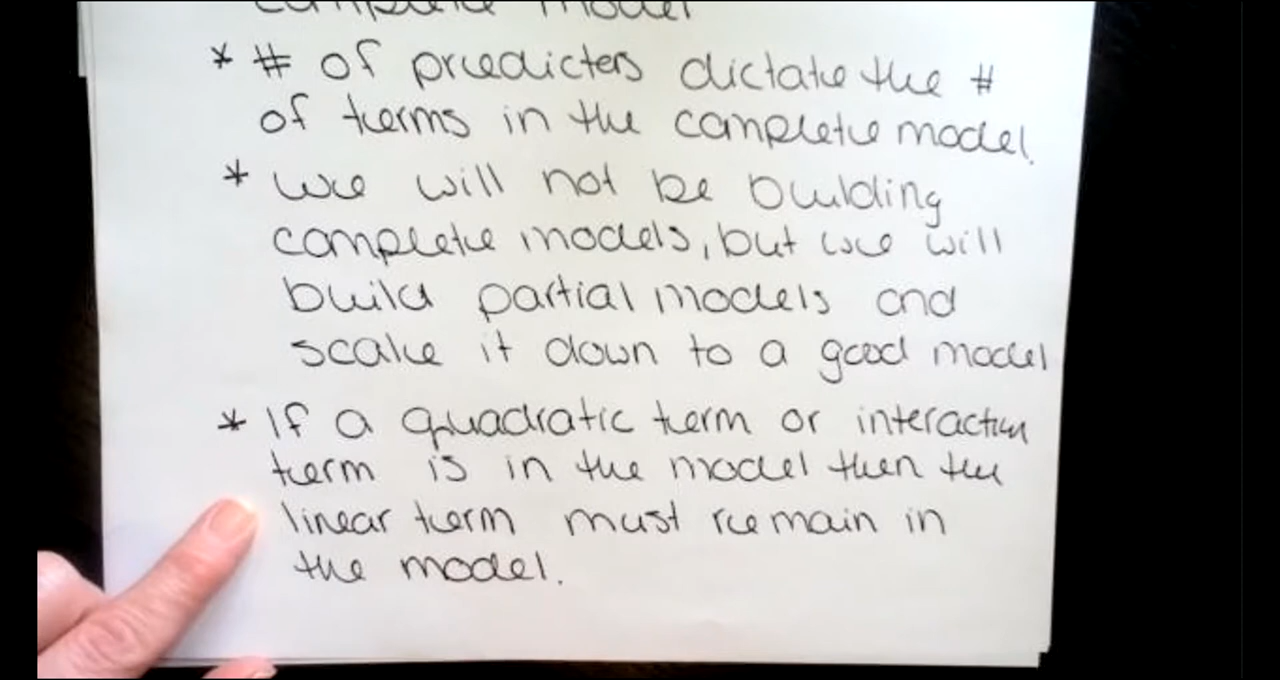 complete model
* # of predicters dictate the #
of terms in the complete model.
* we will not be building
complete models, but we will
build partial models and
scale it down to a good model
* If a quadratic term or interaction
term is in the model then the
linear term must remain in
the model.